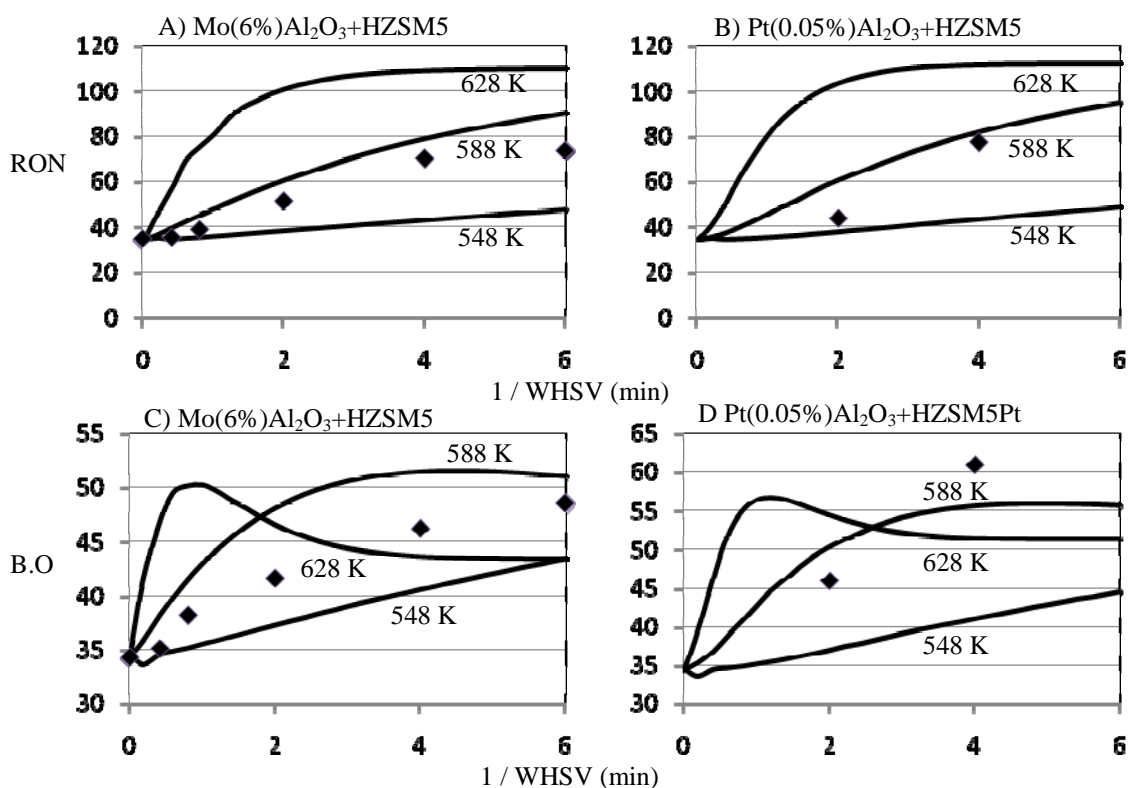 A) Mo(6%)Al₂O₃+HZSM5
120
100
80
60
40
20
0
RON
628 K
588 K
548 K
0 2 4 6
B) Pt(0.05%)Al₂O₃+HZSM5
120
100
80
60
40
20
0
628 K
588 K
548 K
0 2 4 6
1 / WHSV (min)
C) Mo(6%)Al₂O₃+HZSM5
55
50
45
40
35
30
B.O
588 K
628 K
548 K
0 2 4 6
D Pt(0.05%)Al₂O₃+HZSM5Pt
65
60
55
50
45
40
35
30
588 K
628 K
548 K
0 2 4 6
1 / WHSV (min)